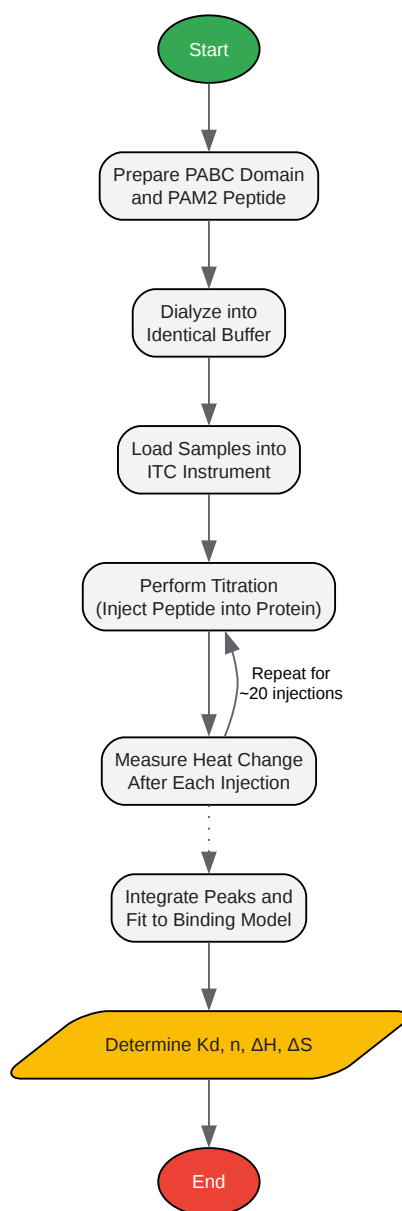 Start
Prepare PABC Domain
and PAM2 Peptide
Dialyze into
Identical Buffer
Load Samples into
ITC Instrument
Perform Titration
(Inject Peptide into Protein)
Repeat for
~20 injections
Measure Heat Change
After Each Injection
Integrate Peaks and
Fit to Binding Model
Determine Kd, n, ΔH, ΔS
End